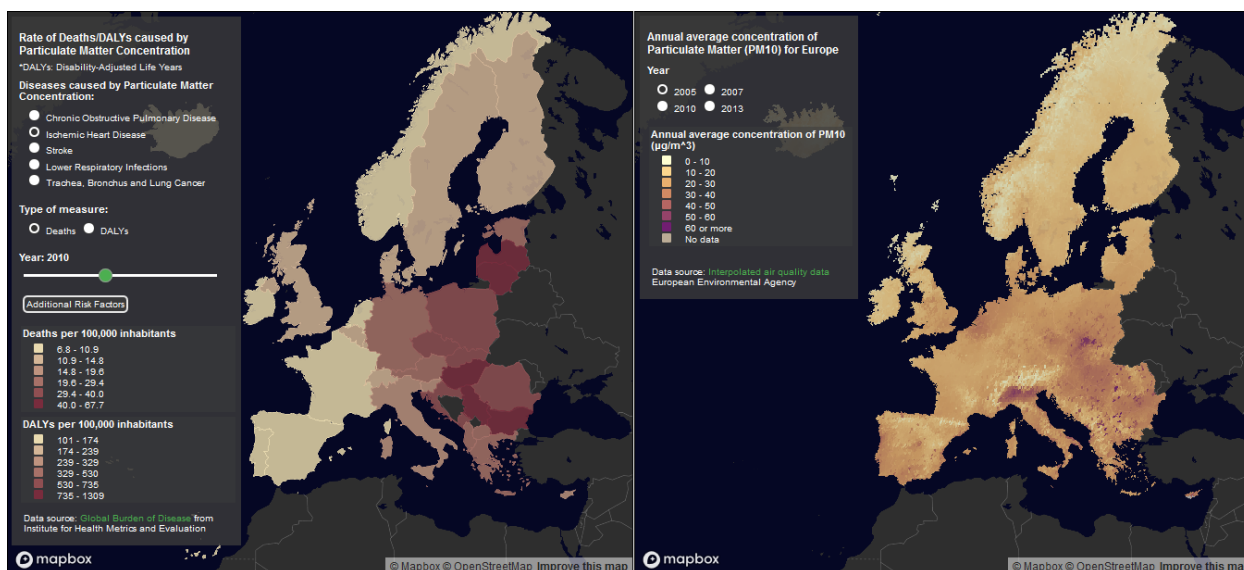 Rate of Deaths/DALYs caused by
Particulate Matter Concentration
*DALYs: Disability-Adjusted Life Years
Diseases caused by Particulate Matter
Concentration:
Chronic Obstructive Pulmonary Disease
Ischemic Heart Disease
Stroke
Lower Respiratory Infections
Trachea, Bronchus and Lung Cancer
Type of measure:
Deaths DALYs
Year: 2010
Additional Risk Factors
Deaths per 100,000 inhabitants
6.8 - 10.9
10.9 - 14.8
14.8 - 19.6
19.6 - 29.4
29.4 - 40.0
40.0 - 67.7
DALYs per 100,000 inhabitants
101 - 174
174 - 239
239 - 329
329 - 530
530 - 735
735 - 1309
Data source: Global Burden of Disease from
Institute for Health Metrics and Evaluation
mapbox
© Mapbox © OpenStreetMap Improve this map
Annual average concentration of
Particulate Matter (PM10) for Europe
Year
2005 2007
2010 2013
Annual average concentration of PM10
(µg/m^3)
0 - 10
10 - 20
20 - 30
30 - 40
40 - 50
50 - 60
60 or more
No data
Data source: Interpolated air quality data
European Environmental Agency
mapbox
© Mapbox © OpenStreetMap Improve this map